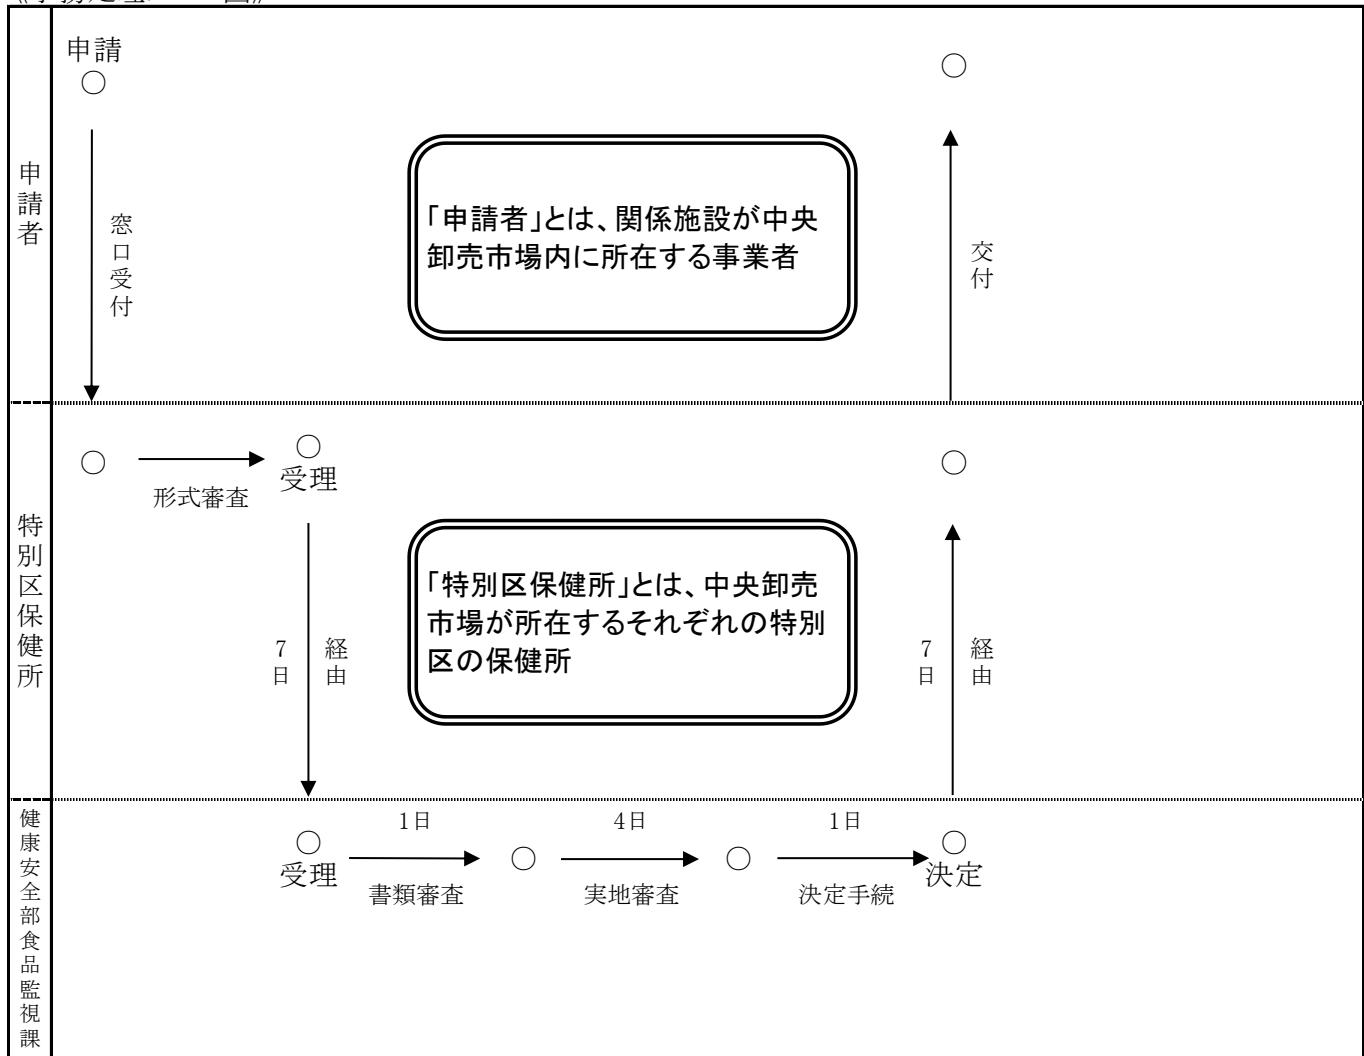 申請
申請者
窓口受付
「申請者」とは、関係施設が中央
卸売市場内に所在する事業者
交付
特別区保健所
形式審査
受理
7日
経由
「特別区保健所」とは、中央卸売
市場が所在するそれぞれの特別
区の保健所
7日
経由
健康安全部食品監視課
受理
1日
書類審査
4日
実地審査
1日
決定手続
決定